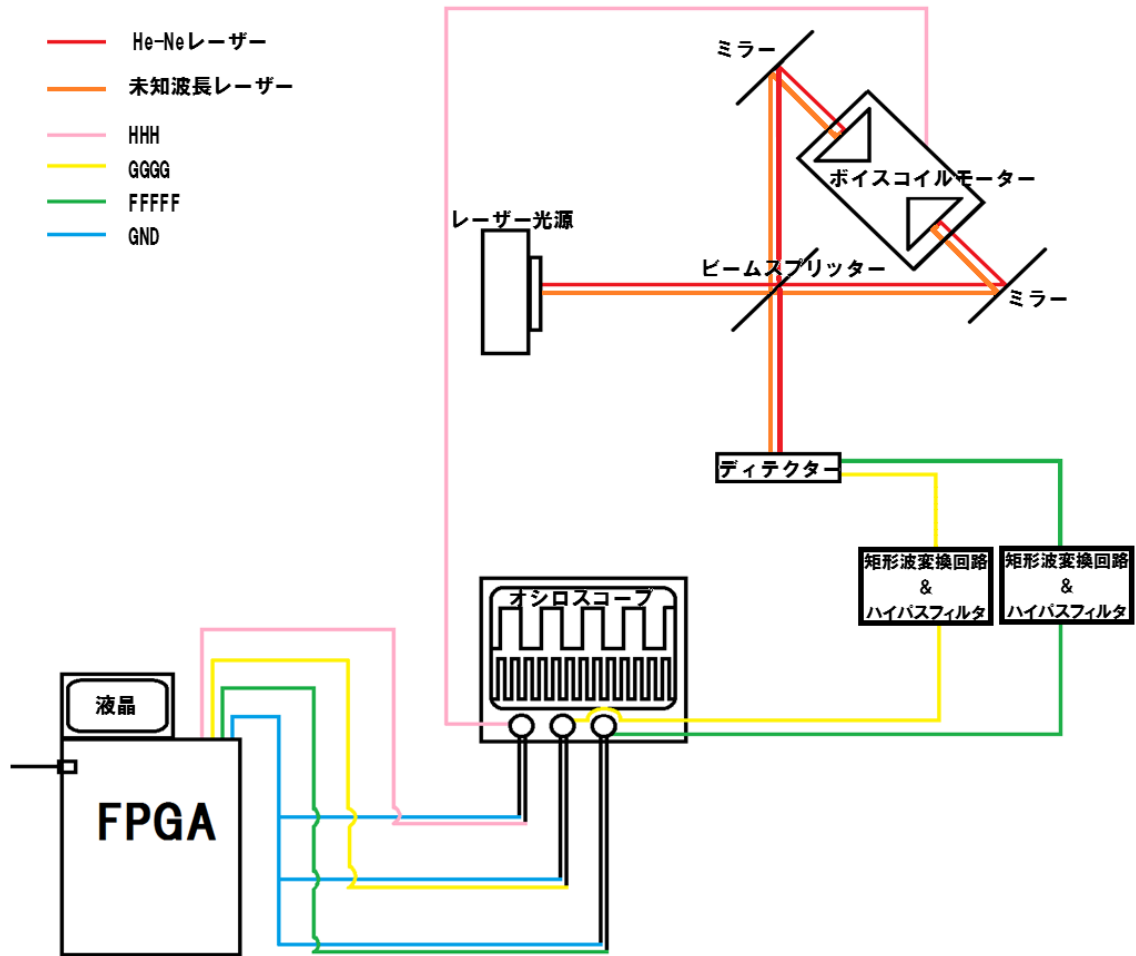 He-Neレーザー
未知波長レーザー
HHH
GGGG
FFFFF
GND
ミラー
ボイスコイルモーター
レーザー光源
ビームスプリッター
ミラー
ディテクター
矩形波変換回路
&
ハイパスフィルタ
矩形波変換回路
&
ハイパスフィルタ
オシロスコープ
液晶
FPGA